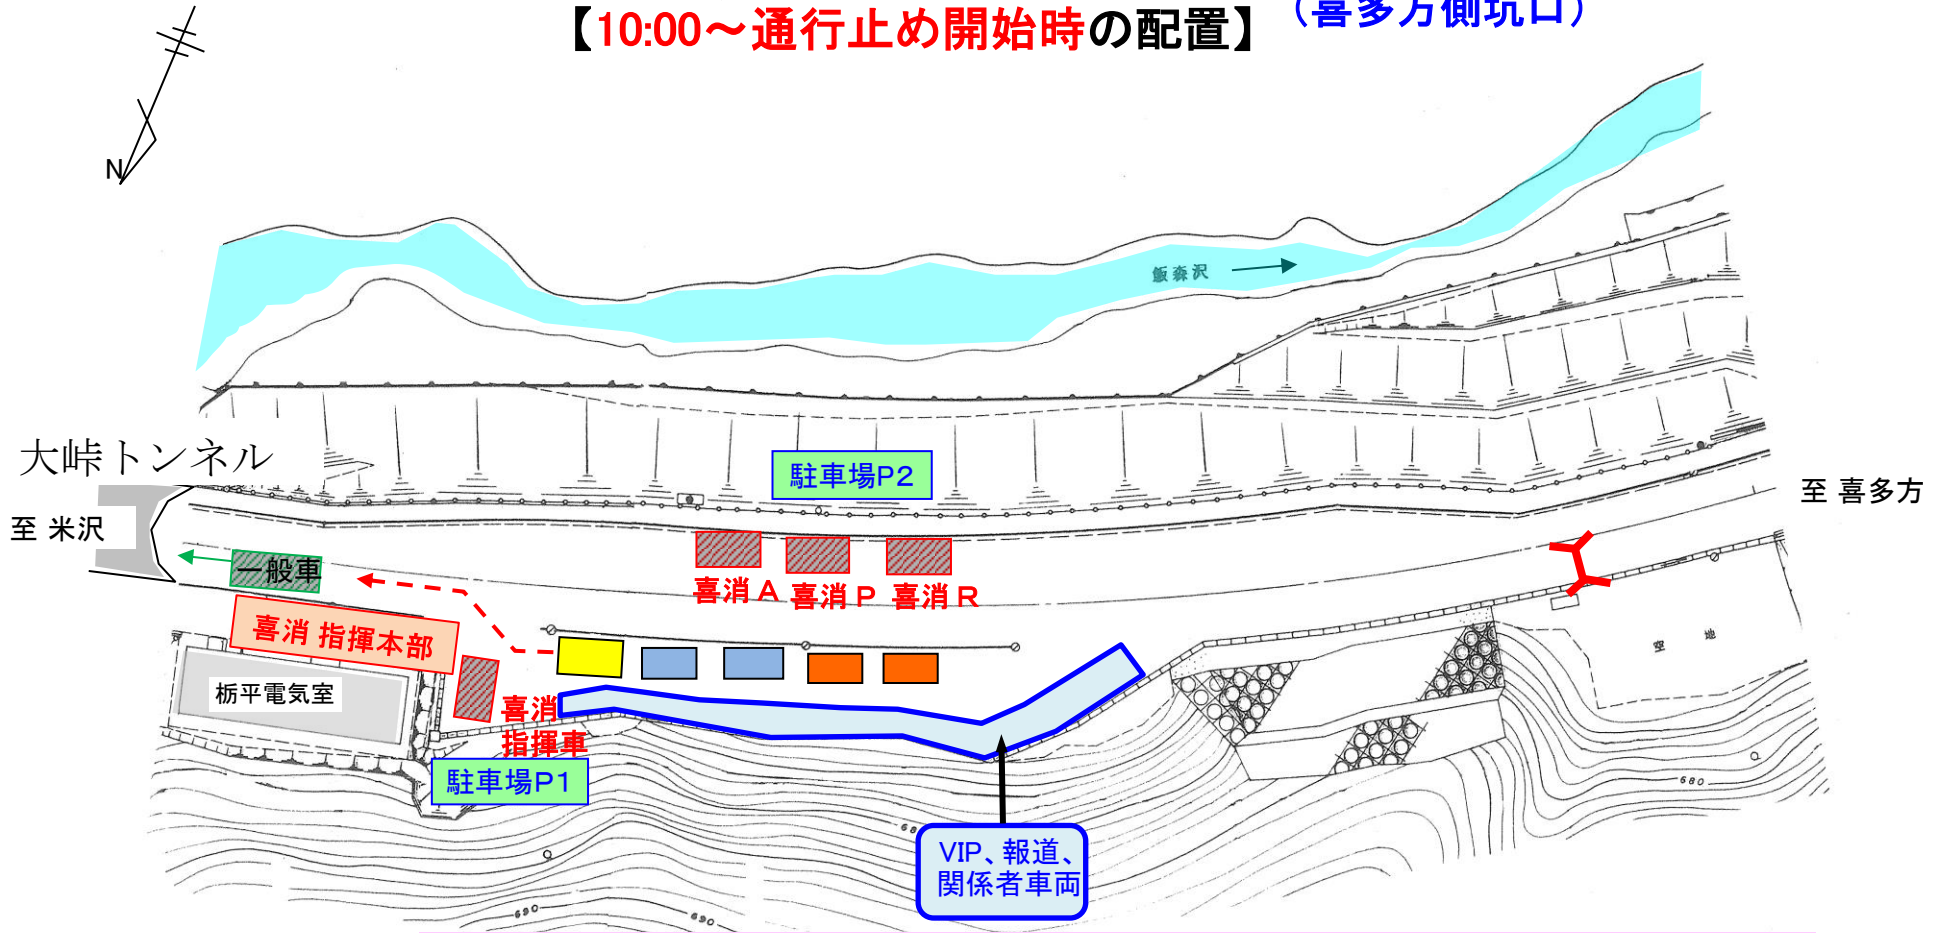 【10:00～通行止め開始時の配置】
（喜多方側坑口）
N
飯森沢
大峠トンネル
駐車場P2
至 喜多方
至 米沢
一般車
喜消Ａ
喜消Ｐ
喜消Ｒ
喜消 指揮本部
空 地
栃平電気室
喜消
指揮車
駐車場P1
680
VIP、報道、
関係者車両
690
690